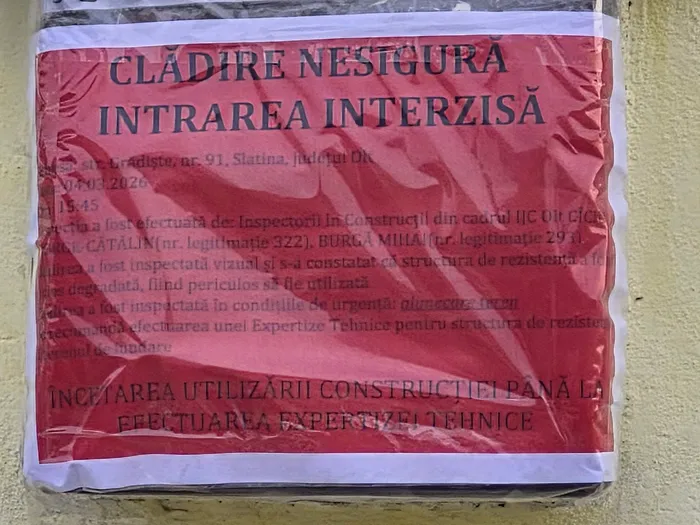 CLĂDIRE NESIGURĂ
INTRAREA INTERZISĂ
str. Grădiște, nr. 91, Slatina, județul Olt
04.03.2026
15:45
a fost efectuată de: Inspectorii în Construcții din cadrul IJC Olt
CĂTĂLIN(nr. legitimație 322), BURGĂ MIHAI(nr. legitimație 293).
a fost inspectată vizual și s-a constatat că structura de rezistență a
degradată, fiind periculos să fie utilizată
a fost inspectată în condițiile de urgență: alunecare teren
efectuarea unei Expertize Tehnice pentru structura de
de fundare
ÎNCETAREA UTILIZĂRII CONSTRUCȚIEI PÂNĂ LA
EFECTUAREA EXPERTIZEI TEHNICE